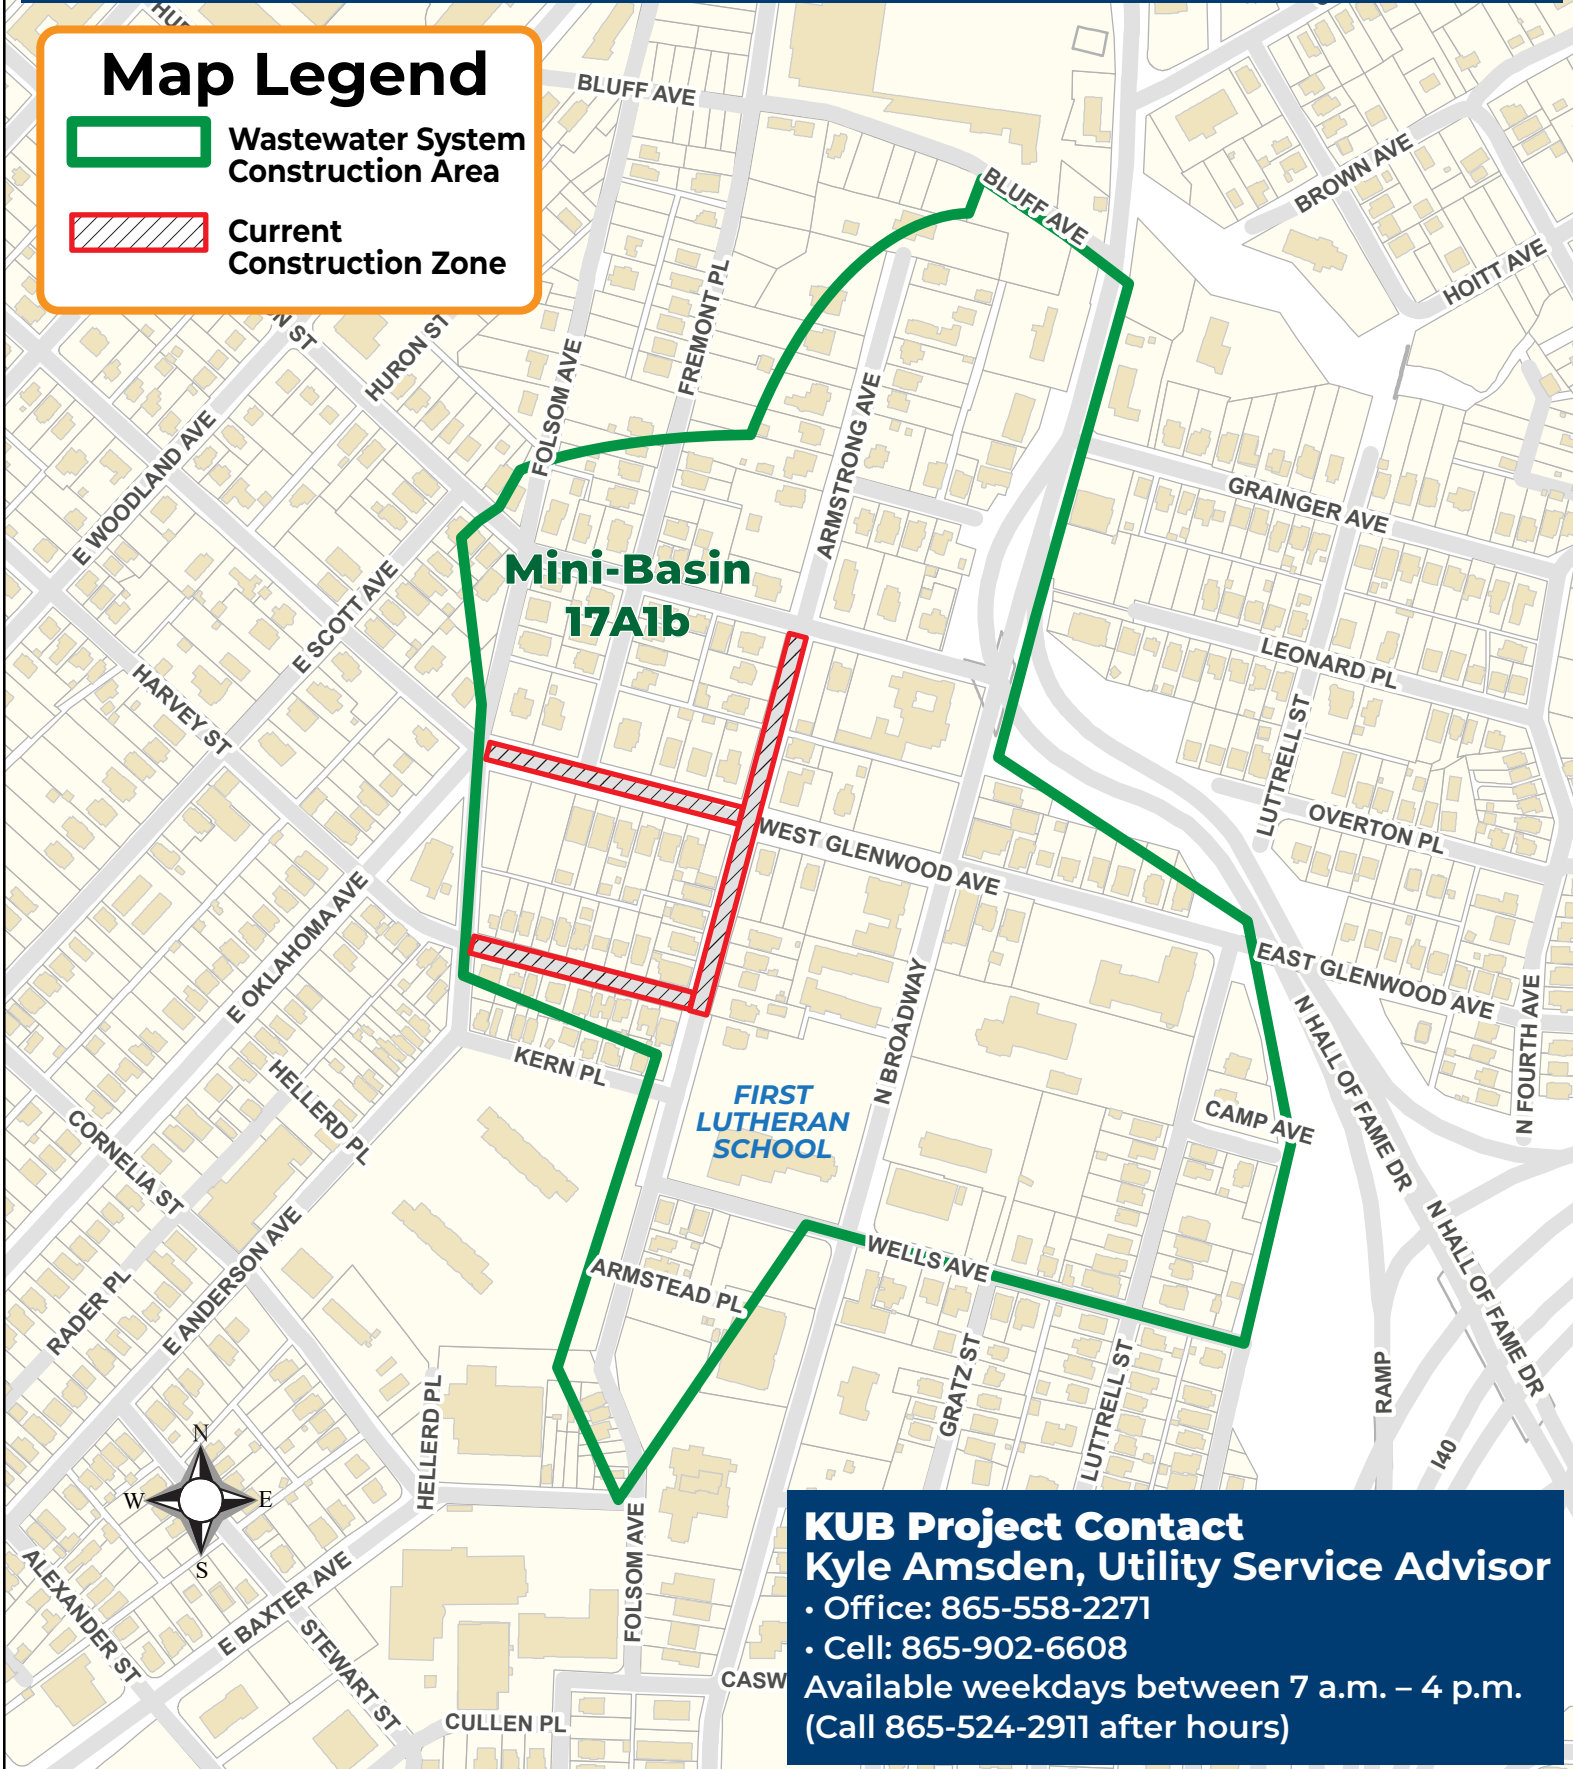 Map Legend
Wastewater System
Construction Area
Current
Construction Zone
BLUFF AVE
BLUFF AVE
BROWN AVE
HOITT AVE
HURON ST
FREMONT PL
FOLSOM AVE
ARMSTRONG AVE
E WOODLAND AVE
GRAINGER AVE
E SCOTT AVE
Mini-Basin
17A1b
HARVEY ST
LEONARD PL
LUTTRELL ST
OVERTON PL
WEST GLENWOOD AVE
E OKLAHOMA AVE
EAST GLENWOOD AVE
N FOURTH AVE
N BROADWAY
N HALL OF FAME DR
KERN PL
HELLERD PL
CORNELIA ST
FIRST
LUTHERAN
SCHOOL
CAMP AVE
N HALL OF FAME DR
E ANDERSON AVE
RADER PL
ARMSTEAD PL
WELLS AVE
GRATZ ST
LUTTRELL ST
RAMP
I40
HELLERD PL
N
W
E
S
FOLSOM AVE
ALEXANDER ST
E BAXTER AVE
STEWART ST
CULLEN PL
CASW
KUB Project Contact
Kyle Amsden, Utility Service Advisor
• Office: 865-558-2271
• Cell: 865-902-6608
Available weekdays between 7 a.m. – 4 p.m.
(Call 865-524-2911 after hours)